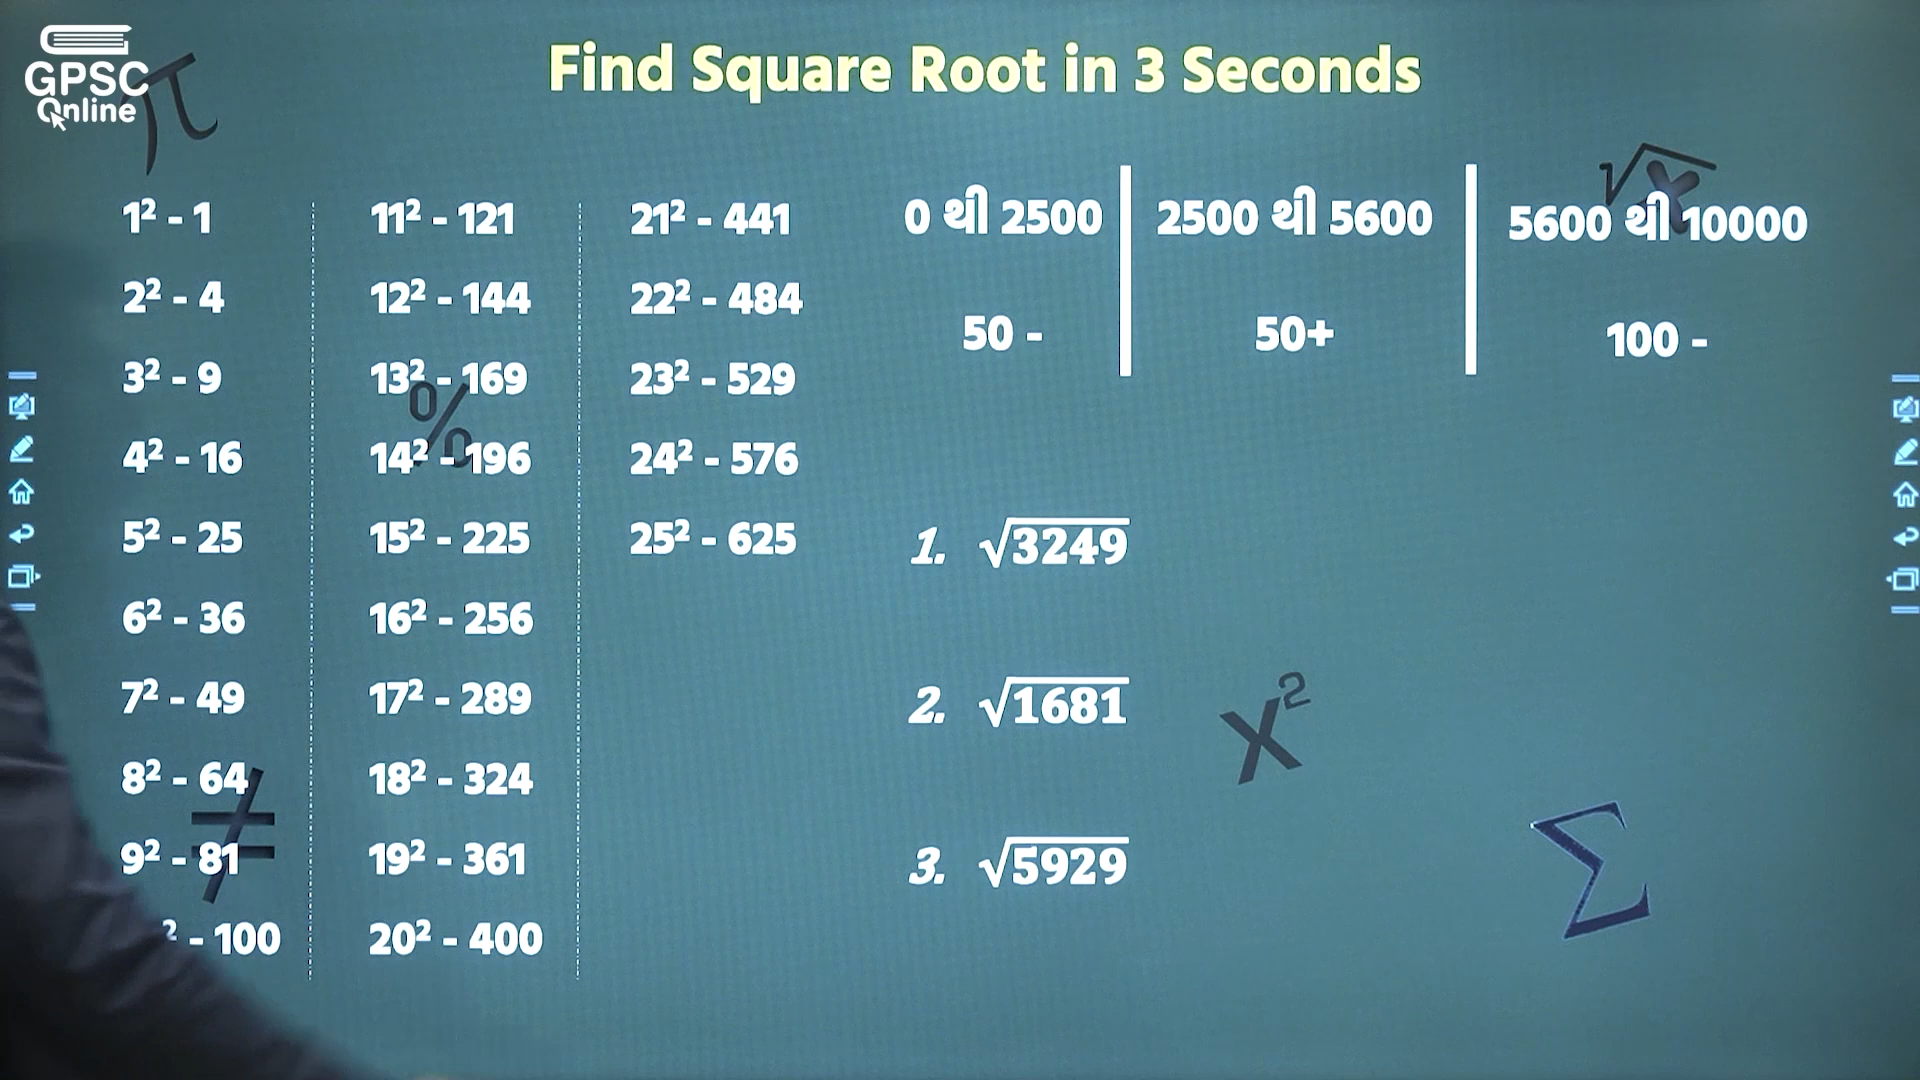 GPSC
Online
π
Find Square Root in 3 Seconds
1² - 1
2² - 4
3² - 9
4² - 16
5² - 25
6² - 36
7² - 49
8² - 64
9² - 81
² - 100
11² - 121
12² - 144
13² - 169
14² - 196
15² - 225
16² - 256
17² - 289
18² - 324
19² - 361
20² - 400
21² - 441
22² - 484
23² - 529
24² - 576
25² - 625
%
≠
0 થી 2500
50 -
2500 થી 5600
50+
√x
5600 થી 10000
100 -
1. √3249
2. √1681
3. √5929
X²
Σ